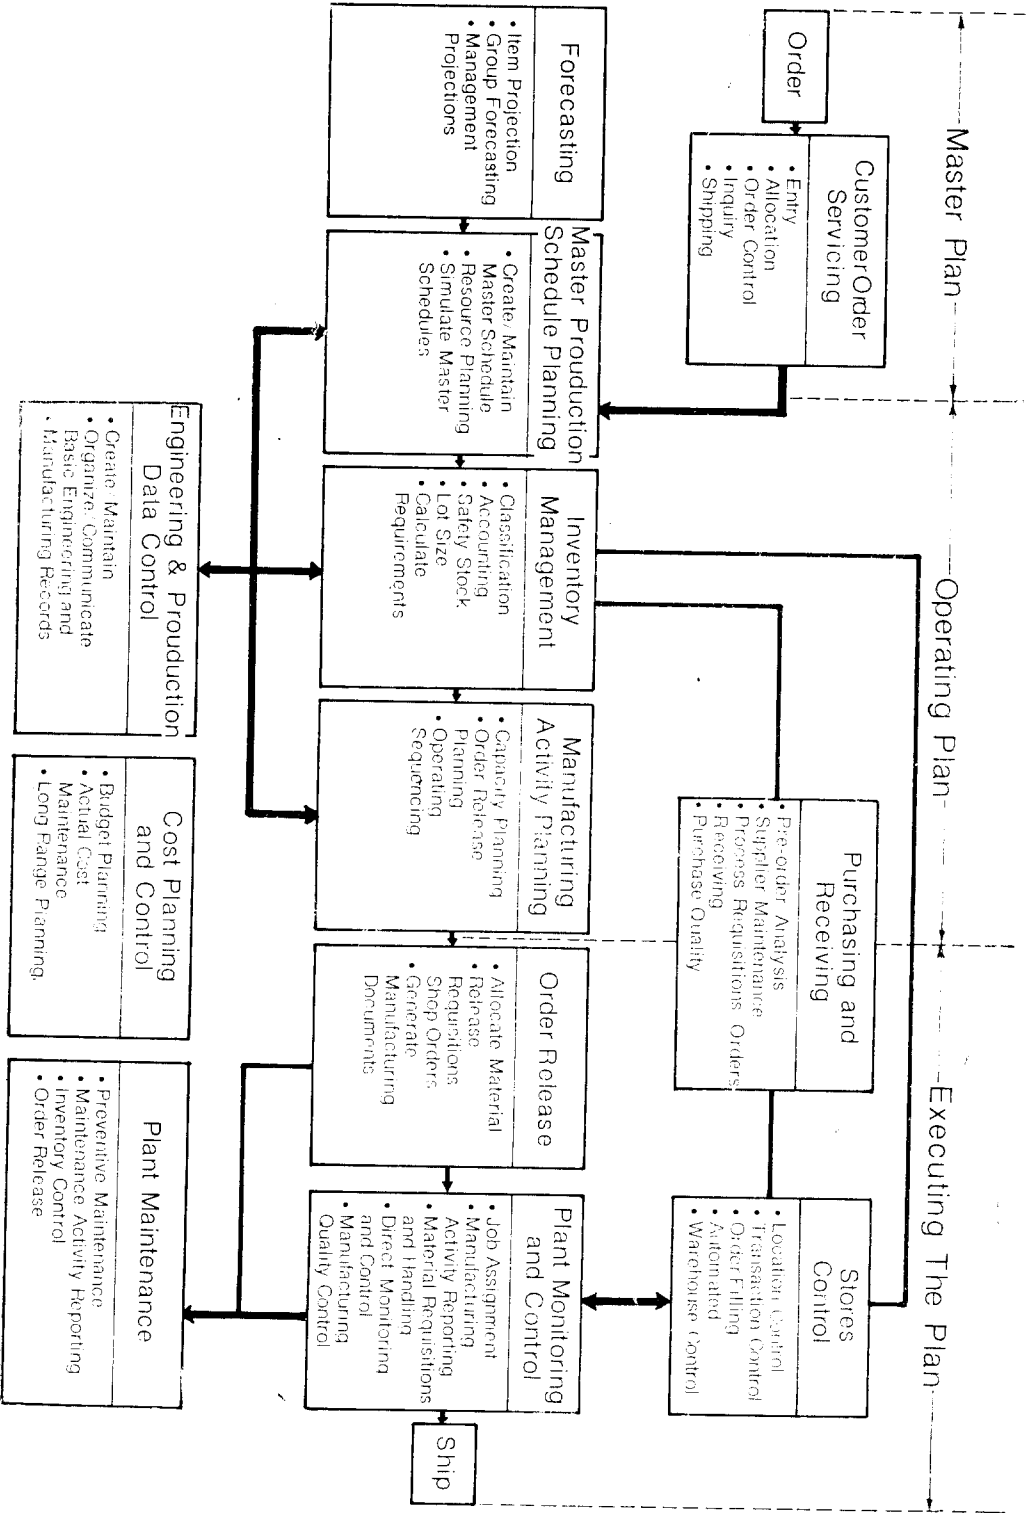 Master Plan
Operating Plan
Executing The Plan
Order
Customer Order
Servicing
• Entry
• Allocation
• Order Control
• Inquiry
• Shipping
Purchasing and
Receiving
• Pre-order Analysis
• Supplier Maintenance
• Process Requisitions Orders
• Receiving
• Purchase Quality
Stores
Control
• Location Control
• Transaction Control
• Order Filling
• Automated
• Warehouse Control
Forecasting
• Item Projection
• Group Forecasting
• Management
Projections
Master Prouduction
Schedule Planning
• Create/Maintain
Master Schedule
• Resource Planning
• Simulate Master
Schedules
Inventory
Management
• Classification
• Accounting
• Safety Stock
• Lot Size
• Calculate
Requirements
Manufacturing
Activity Planning
• Capacity Planning
• Order Release
Planning
• Operating
Sequencing
Order Release
• Allocate Material
• Release
Requisitions
Shop Orders
• Generate
Manufacturing
Documents
Plant Monitoring
and Control
• Job Assignment
• Manufacturing
Activity Reporting
• Material Requisitions
and Handling
• Direct Monitoring
and Control
• Manufacturing
Quality Control
Ship
Engineering & Prouduction
Data Control
• Create/Maintain
• Organize/Communicate
Basic Engineering and
• Manufacturing Records
Cost Planning
and Control
• Budget Planning
• Actual Cost
Maintenance
• Long Range Planning.
Plant Maintenance
• Preventive Maintenance
• Maintenance Activity Reporting
• Inventory Control
• Order Release